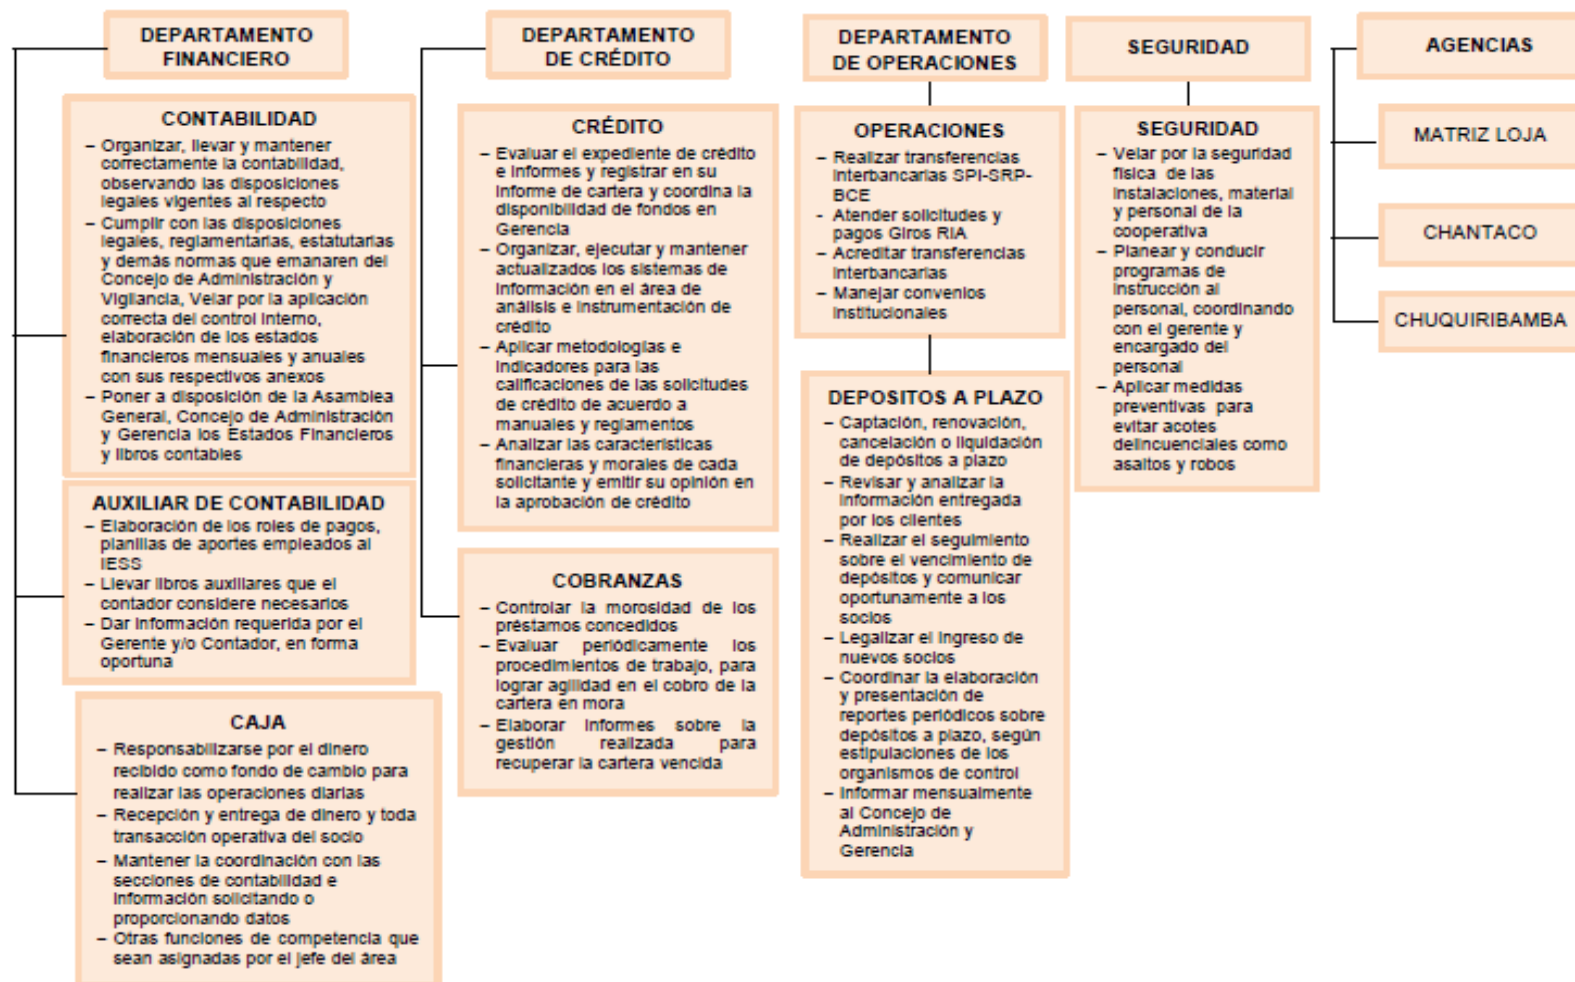 DEPARTAMENTO
FINANCIERO
CONTABILIDAD
– Organizar, llevar y mantener
correctamente la contabilidad,
observando las disposiciones
legales vigentes al respecto
– Cumplir con las disposiciones
legales, reglamentarias, estatutarias
y demás normas que emanaren del
Concejo de Administración y
Vigilancia, Velar por la aplicación
correcta del control interno,
elaboración de los estados
financieros mensuales y anuales
con sus respectivos anexos
– Poner a disposición de la Asamblea
General, Concejo de Administración
y Gerencia los Estados Financieros
y libros contables
AUXILIAR DE CONTABILIDAD
– Elaboración de los roles de pagos,
planillas de aportes empleados al
IESS
– Llevar libros auxiliares que el
contador considere necesarios
– Dar información requerida por el
Gerente y/o Contador, en forma
oportuna
CAJA
– Responsabilizarse por el dinero
recibido como fondo de cambio para
realizar las operaciones diarias
– Recepción y entrega de dinero y toda
transacción operativa del socio
– Mantener la coordinación con las
secciones de contabilidad e
información solicitando o
proporcionando datos
– Otras funciones de competencia que
sean asignadas por el jefe del área
DEPARTAMENTO
DE CRÉDITO
CRÉDITO
– Evaluar el expediente de crédito
e informes y registrar en su
informe de cartera y coordina la
disponibilidad de fondos en
Gerencia
– Organizar, ejecutar y mantener
actualizados los sistemas de
información en el área de
análisis e instrumentación de
crédito
– Aplicar metodologías e
indicadores para las
calificaciones de las solicitudes
de crédito de acuerdo a
manuales y reglamentos
– Analizar las características
financieras y morales de cada
solicitante y emitir su opinión en
la aprobación de crédito
COBRANZAS
– Controlar la morosidad de los
préstamos concedidos
– Evaluar periódicamente los
procedimientos de trabajo, para
lograr agilidad en el cobro de la
cartera en mora
– Elaborar informes sobre la
gestión realizada para
recuperar la cartera vencida
DEPARTAMENTO
DE OPERACIONES
OPERACIONES
– Realizar transferencias
interbancarias SPI-SRP-
BCE
- Atender solicitudes y
pagos Giros RIA
– Acreditar transferencias
interbancarias
– Manejar convenios
institucionales
DEPOSITOS A PLAZO
– Captación, renovación,
cancelación o liquidación
de depósitos a plazo
– Revisar y analizar la
información entregada
por los clientes
– Realizar el seguimiento
sobre el vencimiento de
depósitos y comunicar
oportunamente a los
socios
– Legalizar el ingreso de
nuevos socios
– Coordinar la elaboración
y presentación de
reportes periódicos sobre
depósitos a plazo, según
estipulaciones de los
organismos de control
– Informar mensualmente
al Concejo de
Administración y
Gerencia
SEGURIDAD
SEGURIDAD
– Velar por la seguridad
física de las
instalaciones, material
y personal de la
cooperativa
– Planear y conducir
programas de
instrucción al
personal, coordinando
con el gerente y
encargado del
personal
– Aplicar medidas
preventivas para
evitar acotes
delincuenciales como
asaltos y robos
AGENCIAS
MATRIZ LOJA
CHANTACO
CHUQUIRIBAMBA